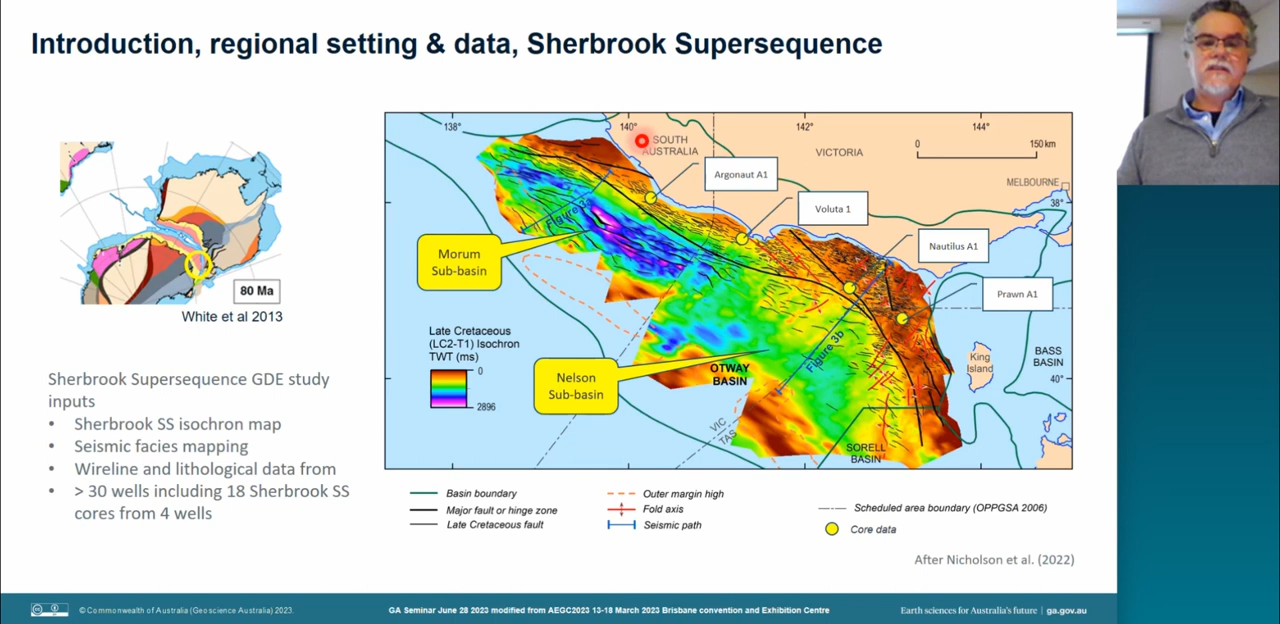 Introduction, regional setting & data, Sherbrook Supersequence
80 Ma
White et al 2013
Sherbrook Supersequence GDE study
inputs
• Sherbrook SS isochron map
• Seismic facies mapping
• Wireline and lithological data from
• > 30 wells including 18 Sherbrook SS
cores from 4 wells
138°
140°
142°
144°
SOUTH
AUSTRALIA
VICTORIA
0
150 km
MELBOURNE
38°
Argonaut A1
Voluta 1
Nautilus A1
Prawn A1
Figure 3a
Morum
Sub-basin
Late Cretaceous
(LC2-T1) Isochron
TWT (ms)
0
2896
Nelson
Sub-basin
Figure 3b
OTWAY
BASIN
King
Island
BASS
BASIN
40°
VIC
TAS
SORELL
BASIN
Basin boundary
Major fault or hinge zone
Late Cretaceous fault
Outer margin high
Fold axis
Seismic path
Scheduled area boundary (OPPGSA 2006)
Core data
After Nicholson et al. (2022)
© Commonwealth of Australia (Geoscience Australia) 2023.
GA Seminar June 28 2023 modified from AEGC2023 13-18 March 2023 Brisbane convention and Exhibition Centre
Earth sciences for Australia's future | ga.gov.au